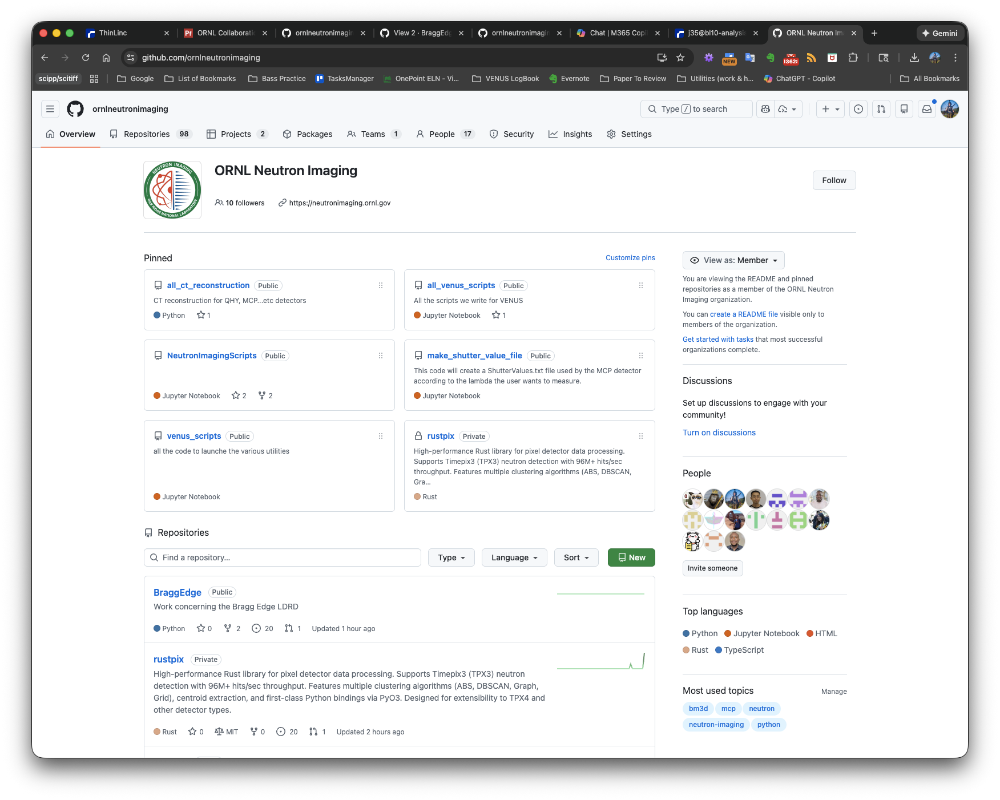 ThinLinc
ORNL Collaboratio
ornlneutronimagin
View 2 · BraggEdg
ornlneutronimagin
Chat | M365 Copil
j35@bl10-analysis
ORNL Neutron Im
Gemini
github.com/ornlneutronimaging
NEW
scipp/scitiff
Google
List of Bookmarks
Bass Practice
TasksManager
OnePoint ELN - Vi...
VENUS LogBook
Evernote
Paper To Review
Utilities (work & h...
ChatGPT - Copilot
All Bookmarks
ornlneutronimaging
Type / to search
Overview
Repositories 98
Projects 2
Packages
Teams 1
People 17
Security
Insights
Settings
NEUTRON IMAGING
OAK RIDGE NATIONAL LABORATORY
ORNL Neutron Imaging
10 followers
https://neutronimaging.ornl.gov
Follow
Pinned
Customize pins
all_ct_reconstruction Public
CT reconstruction for QHY, MCP...etc detectors
Python 1
all_venus_scripts Public
All the scripts we write for VENUS
Jupyter Notebook 1
NeutronImagingScripts Public
Jupyter Notebook 2 2
make_shutter_value_file Public
This code will create a ShutterValues.txt file used by the MCP detector
according to the lambda the user wants to measure.
Jupyter Notebook
venus_scripts Public
all the code to launche the various utilities
Jupyter Notebook
rustpix Private
High-performance Rust library for pixel detector data processing.
Supports Timepix3 (TPX3) neutron detection with 96M+ hits/sec
throughput. Features multiple clustering algorithms (ABS, DBSCAN,
Gra...
Rust
Repositories
Find a repository...
Type
Language
Sort
New
BraggEdge Public
Work concerning the Bragg Edge LDRD
Python 0 2 20 1 Updated 1 hour ago
rustpix Private
High-performance Rust library for pixel detector data processing. Supports Timepix3 (TPX3) neutron
detection with 96M+ hits/sec throughput. Features multiple clustering algorithms (ABS, DBSCAN, Graph,
Grid), centroid extraction, and first-class Python bindings via PyO3. Designed for extensibility to TPX4 and
other detector types.
Rust 0 MIT 0 20 1 Updated 2 hours ago
View as: Member
You are viewing the README and pinned
repositories as a member of the ORNL Neutron
Imaging organization.
You can create a README file visible only to
members of the organization.
Get started with tasks that most successful
organizations complete.
Discussions
Set up discussions to engage with your
community!
Turn on discussions
People
Invite someone
Top languages
Python Jupyter Notebook HTML
Rust TypeScript
Most used topics
Manage
bm3d mcp neutron
neutron-imaging python